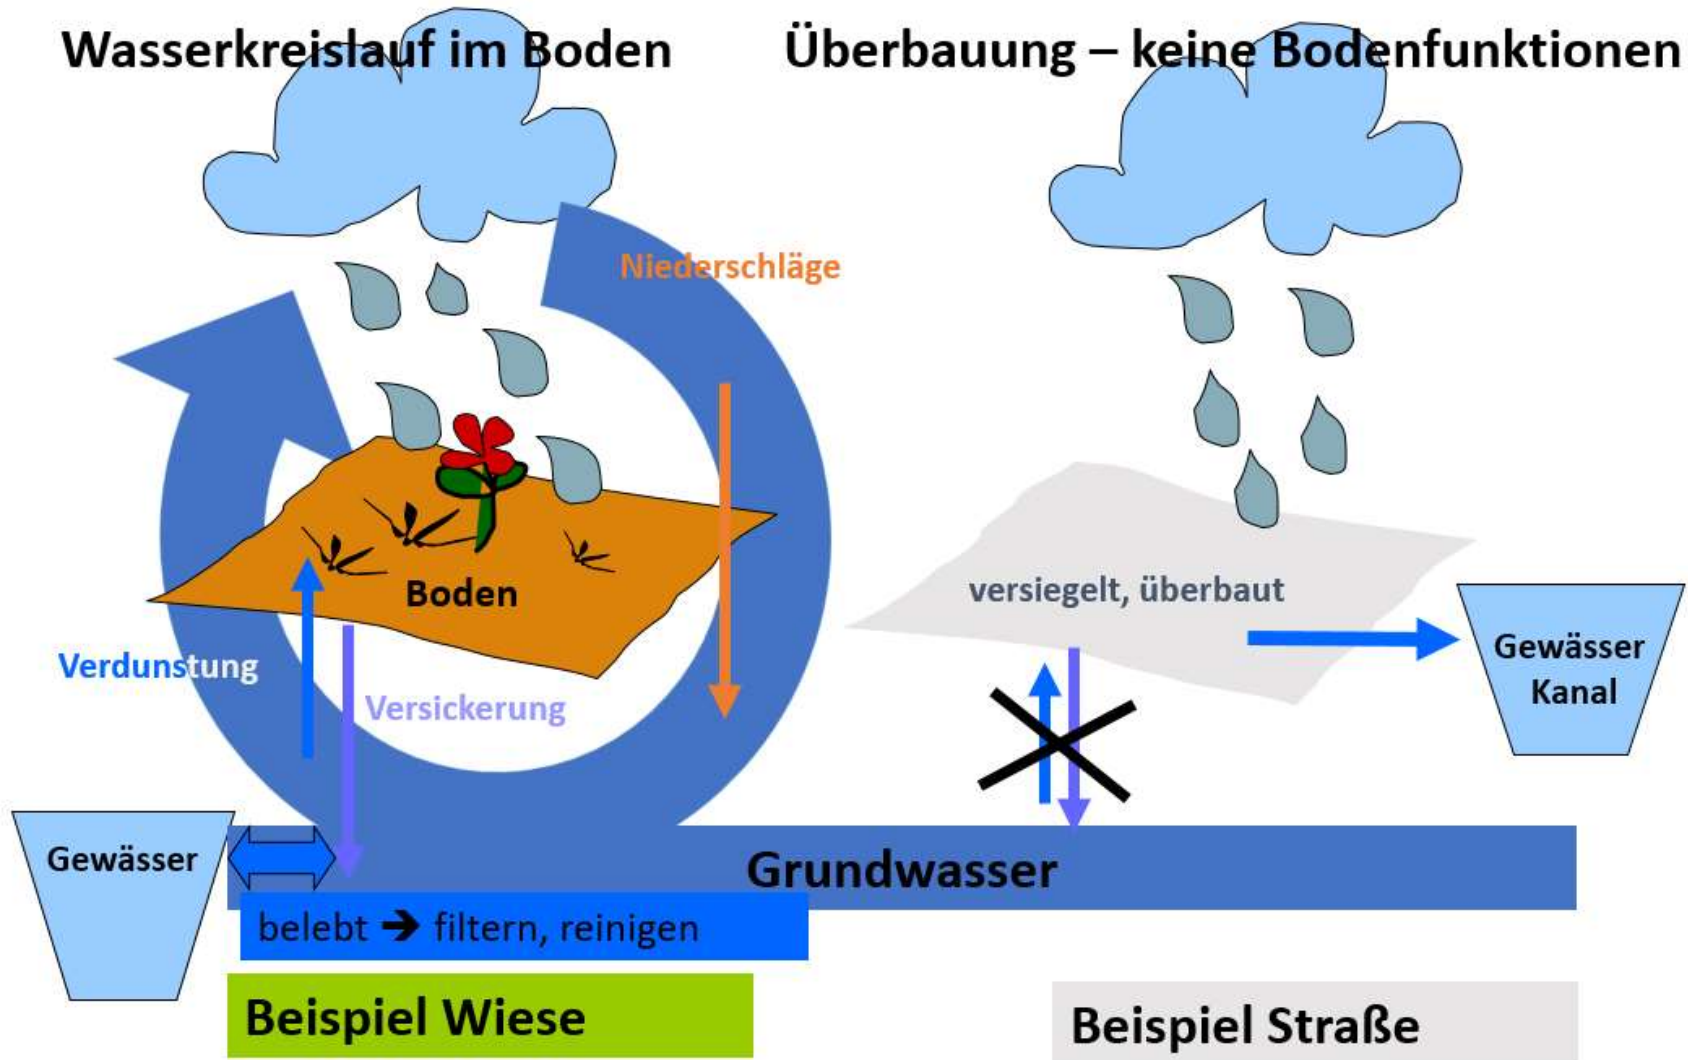 Wasserkreislauf im Boden
Überbauung – keine Bodenfunktionen
Niederschläge
Boden
Verdunstung
Versickerung
versiegelt, überbaut
Gewässer
Kanal
Gewässer
Grundwasser
belebt ➔ filtern, reinigen
Beispiel Wiese
Beispiel Straße